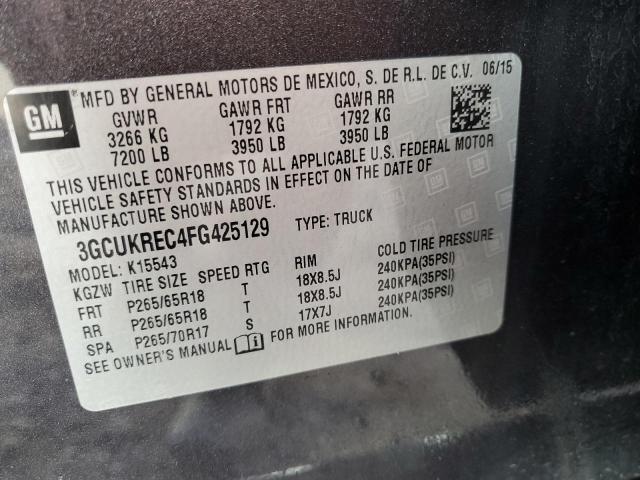 GM ® MFD BY GENERAL MOTORS DE MEXICO, S. DE R.L. DE C.V. 06/15
GVWR GAWR FRT GAWR RR
3266 KG 1792 KG 1792 KG
7200 LB 3950 LB 3950 LB
THIS VEHICLE CONFORMS TO ALL APPLICABLE U.S. FEDERAL MOTOR
VEHICLE SAFETY STANDARDS IN EFFECT ON THE DATE OF
MANUFACTURE SHOWN ABOVE.
3GCUKREC4FG425129 TYPE: TRUCK
MODEL: K15543
KGZW TIRE SIZE SPEED RTG RIM COLD TIRE PRESSURE
FRT P265/65R18 T 18X8.5J 240KPA(35PSI)
RR P265/65R18 T 18X8.5J 240KPA(35PSI)
SPA P265/70R17 S 17X7J 240KPA(35PSI)
SEE OWNER'S MANUAL FOR MORE INFORMATION.